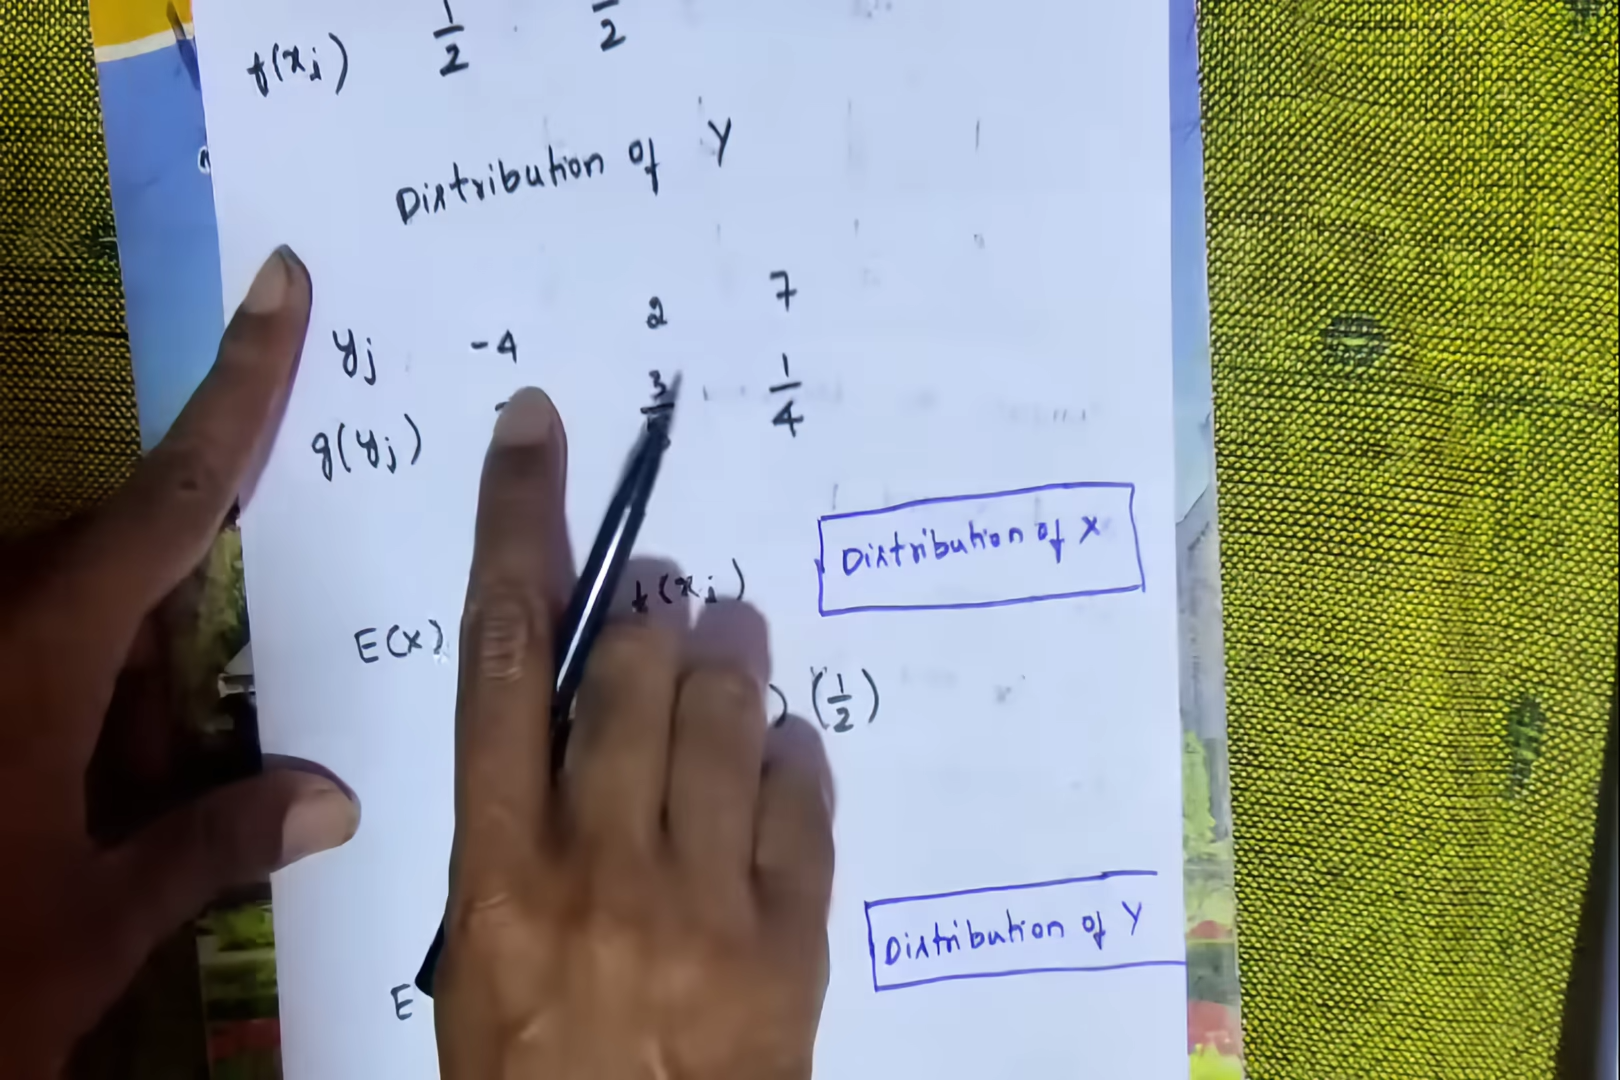 f(xi) 1/2 /2
Distribution of Y
yj -4 2 7
g(yj) 3/ 1/4
Distribution of X
E(X) f(xi)
) (1/2)
Distribution of Y
E